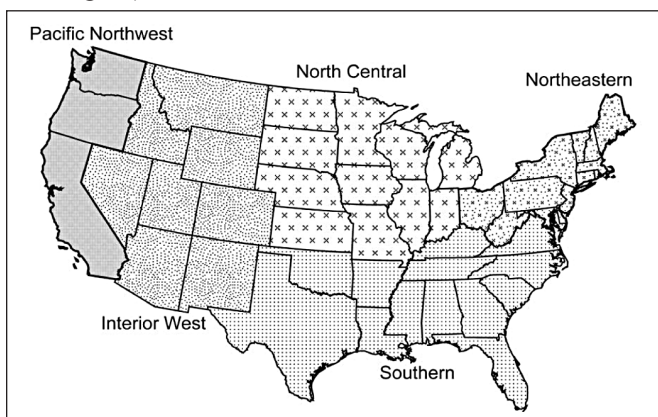 Pacific Northwest
North Central
Northeastern
Interior West
Southern